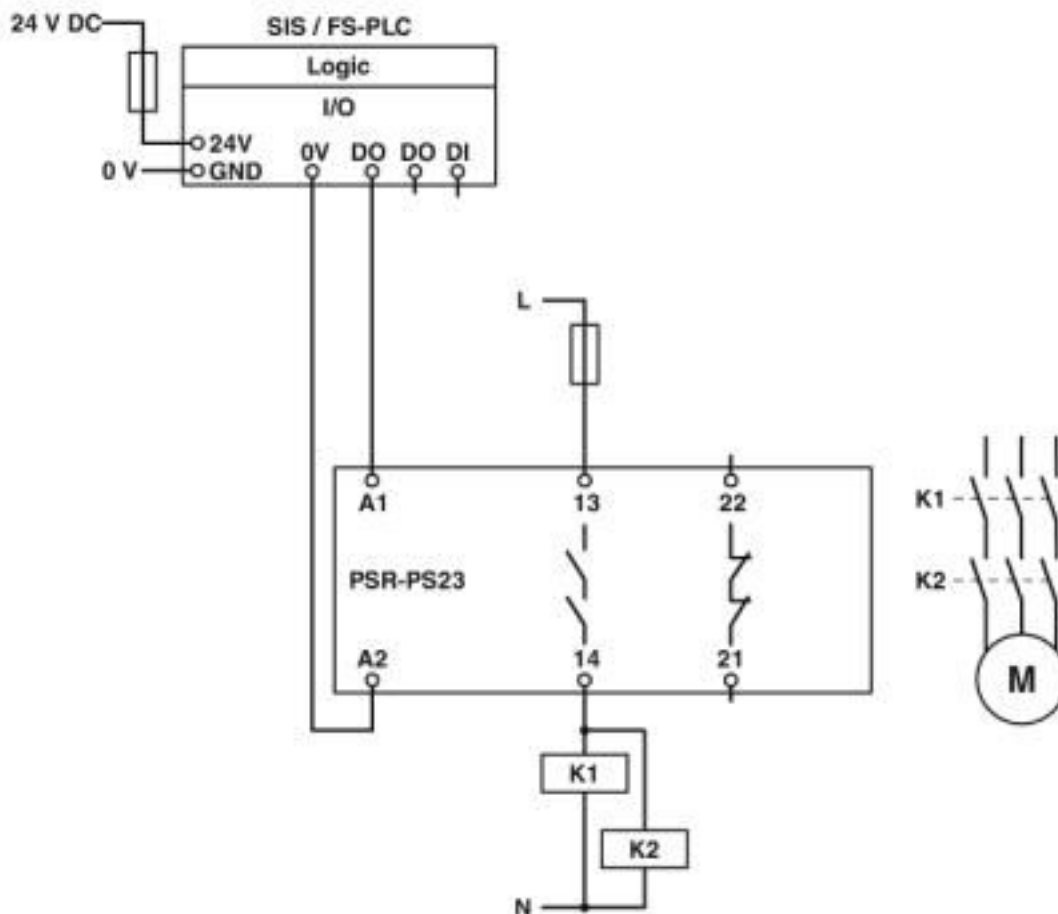 24 V DC
SIS / FS-PLC
Logic
I/O
24V
0V DO DO DI
0 V
GND
L
A1 13 22
K1
PSR-PS23
K2
A2 14 21
M
K1
K2
N